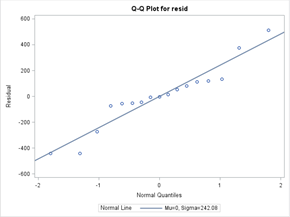 Q-Q Plot for resid
600
400
200
0
-200
-400
-600
Residual
-2
-1
0
1
2
Normal Quantiles
Normal Line
Mu=0, Sigma=242.08